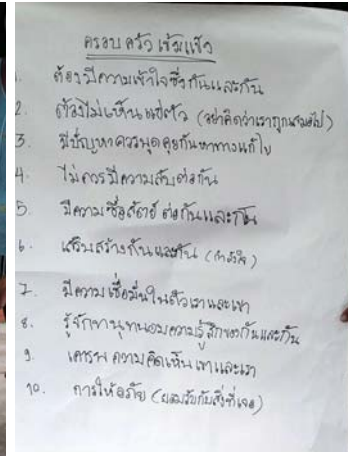 ครอบครัวเข้มแข็ง
1. ต้องมีความเข้าใจซึ่งกันและกัน
2. ต้องไม่เห็นแก่ตัว (อย่าคิดว่าเราถูกเสมอไป)
3. มีปัญหาควรพูดคุยกันหาทางแก้ไข
4. ไม่ควรมีความลับต่อกัน
5. มีความซื่อสัตย์ ต่อกันและกัน
6. เสริมสร้างกันและกัน (กำลังใจ)
7. มีความเชื่อมั่นในตัวเราและเขา
8. รู้จักทนุถนอมความรู้สึกของกันและกัน
9. เคารพ ความคิดเห็น เขาและเรา
10. การให้อภัย (ยอมรับกับสิ่งที่เจอ)